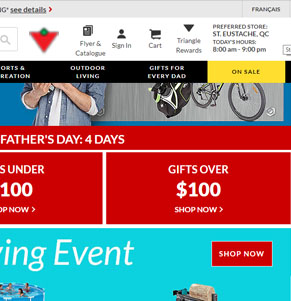 NG* see details >
FRANÇAIS
Flyer &
Catalogue
Sign In
Cart
Triangle
Rewards
PREFERRED STORE:
ST. EUSTACHE, QC
TODAY'S HOURS:
8:00 am - 9:00 pm
St
ORTS &
REATION
OUTDOOR
LIVING
GIFTS FOR
EVERY DAD
ON SALE
FATHER'S DAY: 4 DAYS
S UNDER
100
OP NOW >
GIFTS OVER
$100
SHOP NOW >
ing Event
SHOP NOW